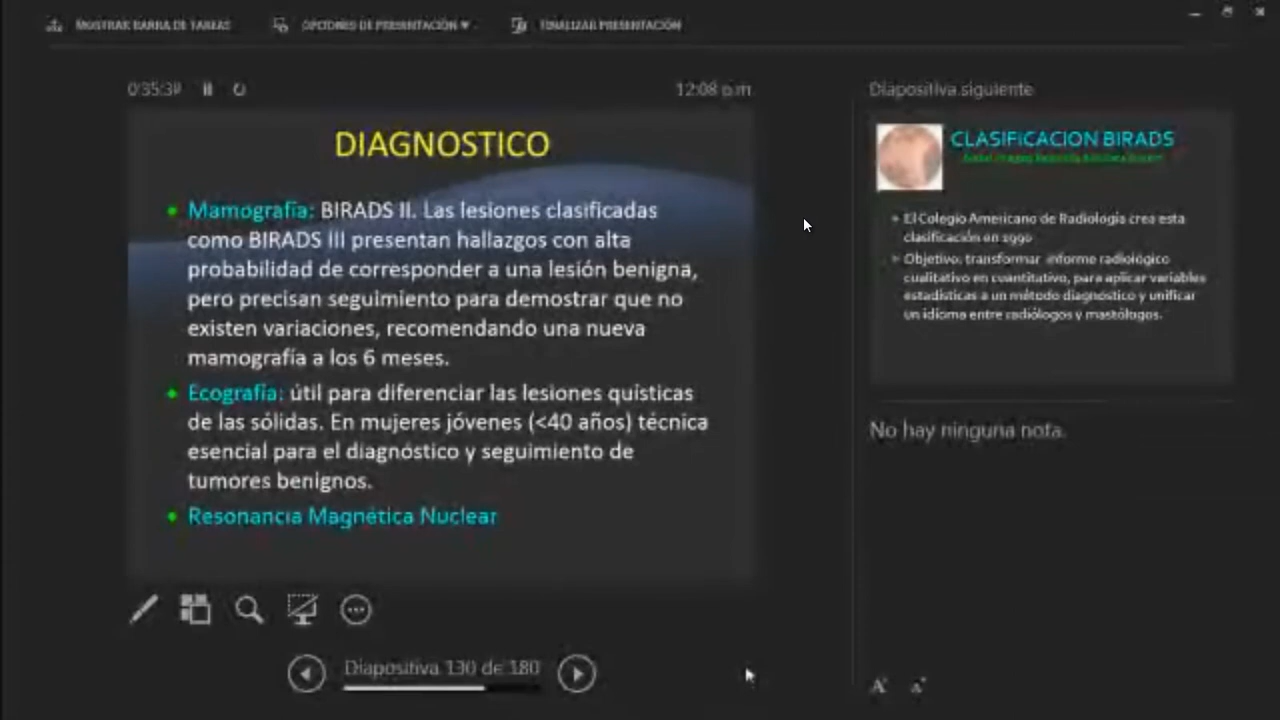 MOSTRAR BARRA DE TAREAS
OPCIONES DE PRESENTACIÓN ▼
FINALIZAR PRESENTACIÓN
12:08 p.m.
DIAGNOSTICO
• Mamografía: BIRADS II. Las lesiones clasificadas
como BIRADS III presentan hallazgos con alta
probabilidad de corresponder a una lesión benigna,
pero precisan seguimiento para demostrar que no
existen variaciones, recomendando una nueva
mamografía a los 6 meses.
• Ecografía: útil para diferenciar las lesiones quísticas
de las sólidas. En mujeres jóvenes (<40 años) técnica
esencial para el diagnóstico y seguimiento de
tumores benignos.
• Resonancia Magnética Nuclear
Diapositiva 130 de 180
Diapositiva siguiente
CLASIFICACION BIRADS
El Colegio Americano de Radiología crea esta
clasificación en 1990
Objetivo: transformar informe radiológico
cualitativo en cuantitativo, para aplicar variables
estadísticas a un método diagnóstico y unificar
un idioma entre radiólogos y mastólogos.
No hay ninguna nota.
A A